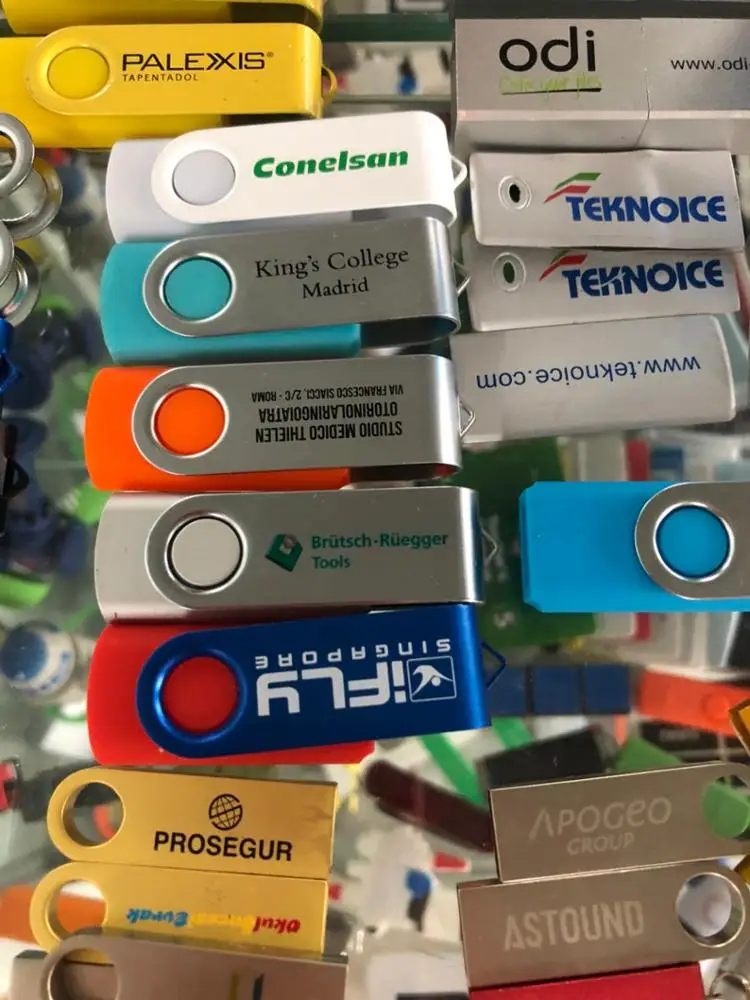 PALEXXIS®
TAPENTADOL
odi
www.odi
Conelsan
TEKNOICE
King's College
Madrid
TEKNOICE
www.teknoice.com
STUDIO MEDICO THIELEN
OTORINOLARINGOIATRA
VIA FRANCESCO SIACCI, 2/C - ROMA
Brütsch-Rüegger
Tools
iFLY
SINGAPORE
PROSEGUR
APOGEO
GROUP
Evrak
ASTOUND